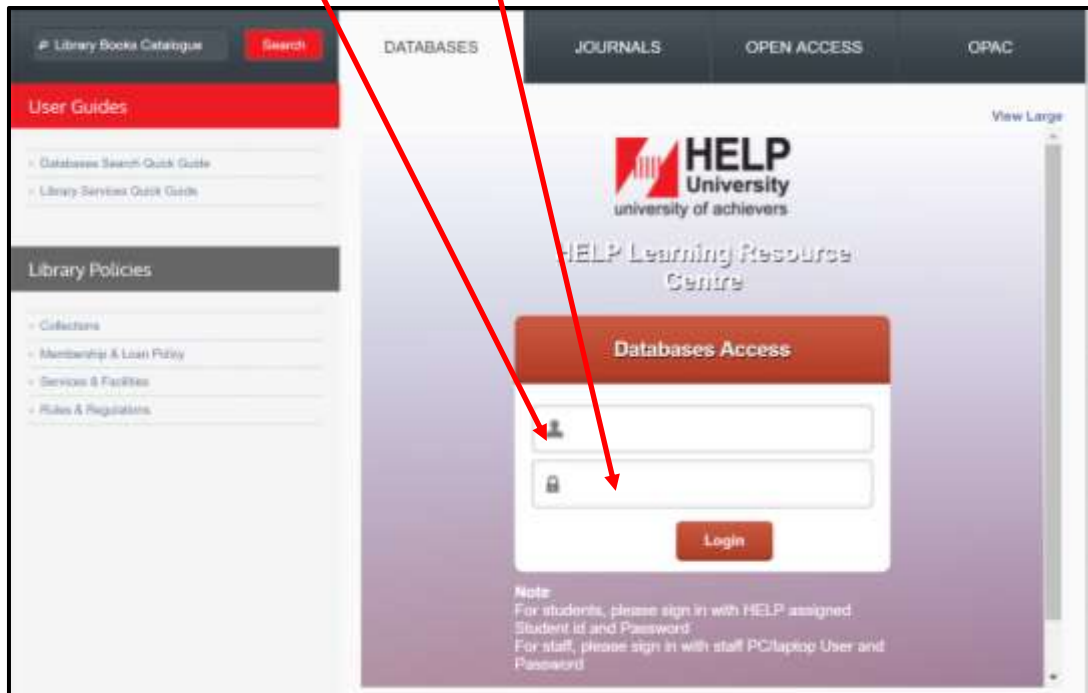 Library Books Catalogue
Search
DATABASES
JOURNALS
OPEN ACCESS
OPAC
User Guides
Databases Search Quick Guide
Library Services Quick Guide
Library Policies
Collections
Membership & Loan Policy
Services & Facilities
Rules & Regulations
View Large
HELP
University
university of achievers
HELP Learning Resource
Centre
Databases Access
Login
Note
For students, please sign in with HELP assigned
Student id and Password
For staff, please sign in with staff PC/laptop User and
Password